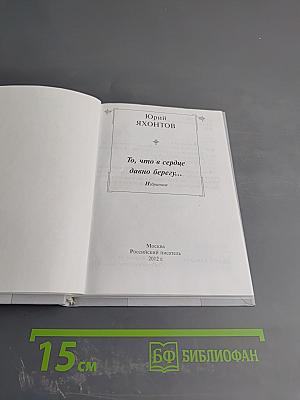 Юрий
ЯХОНТОВ
То, что в сердце
давно берегу...
Избранное
Москва
Российский писатель
2012 г.
15 см
БФ БИБЛИОФАН